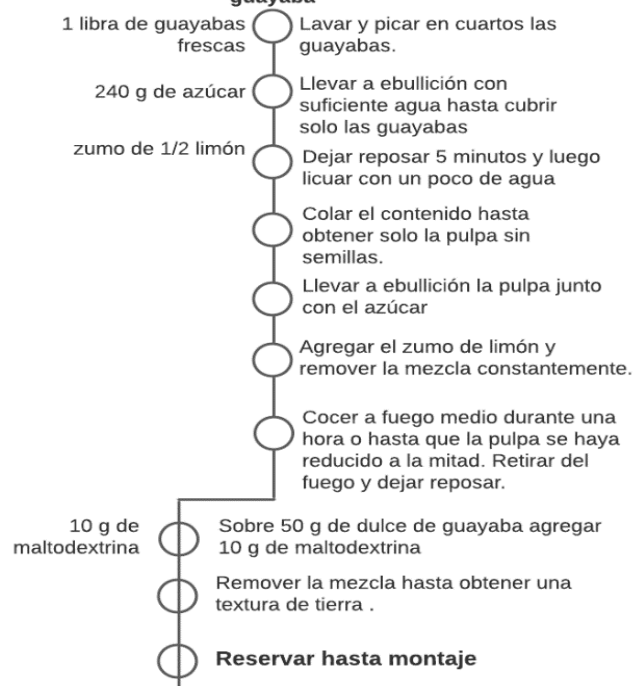 guayaba
1 libra de guayabas
frescas
Lavar y picar en cuartos las
guayabas.
240 g de azúcar
Llevar a ebullición con
suficiente agua hasta cubrir
solo las guayabas
zumo de 1/2 limón
Dejar reposar 5 minutos y luego
licuar con un poco de agua
Colar el contenido hasta
obtener solo la pulpa sin
semillas.
Llevar a ebullición la pulpa junto
con el azúcar
Agregar el zumo de limón y
remover la mezcla constantemente.
Cocer a fuego medio durante una
hora o hasta que la pulpa se haya
reducido a la mitad. Retirar del
fuego y dejar reposar.
10 g de
maltodextrina
Sobre 50 g de dulce de guayaba agregar
10 g de maltodextrina
Remover la mezcla hasta obtener una
textura de tierra .
Reservar hasta montaje